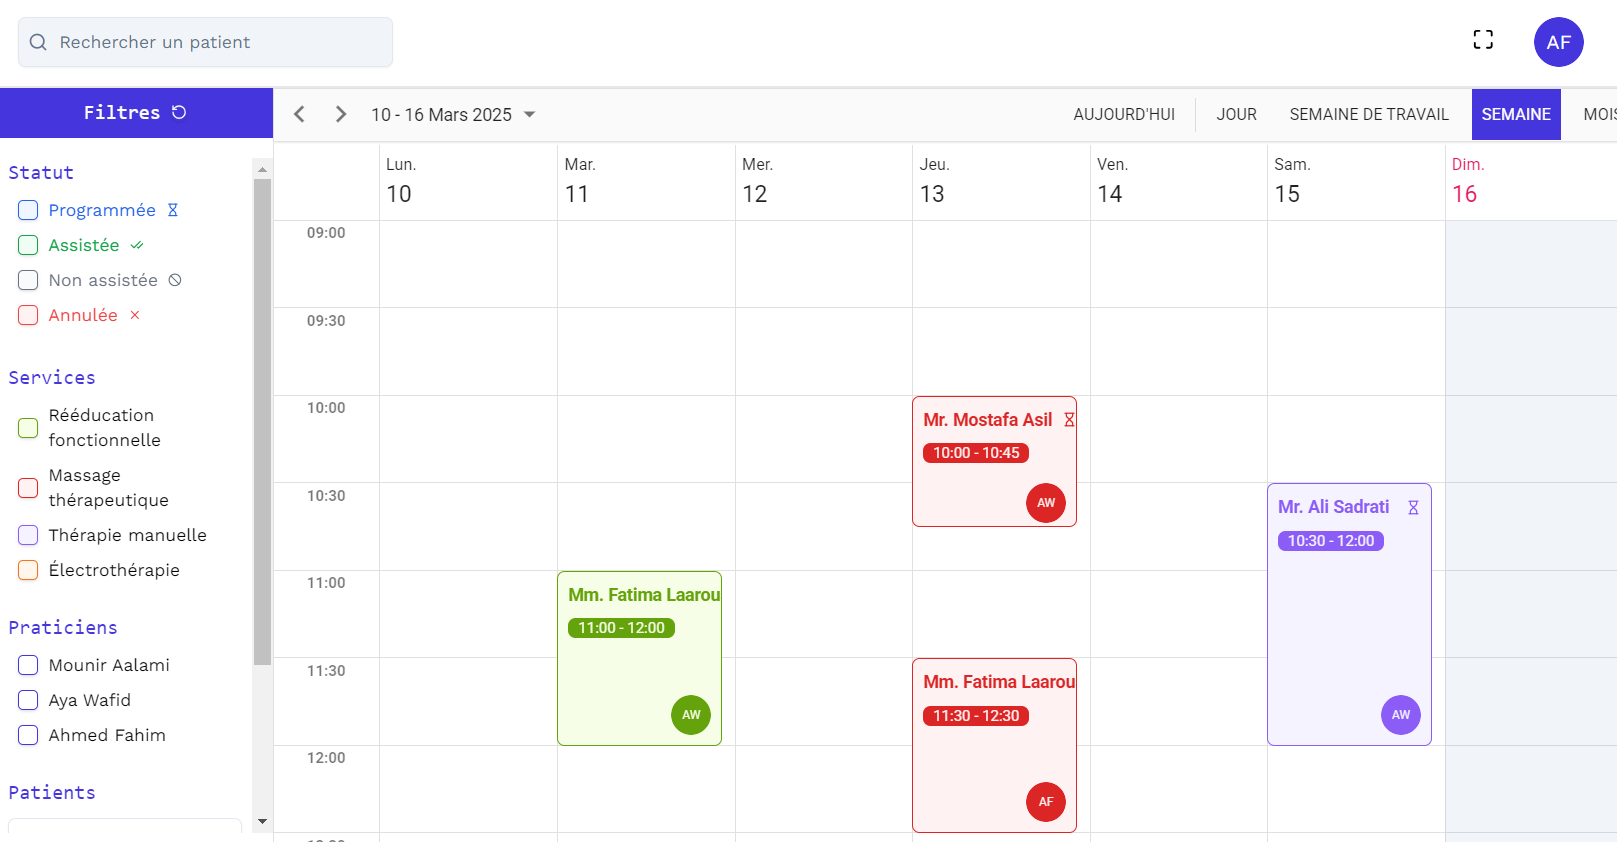 Rechercher un patient
AF
Filtres
10 - 16 Mars 2025
AUJOURD'HUI
JOUR
SEMAINE DE TRAVAIL
SEMAINE
MOIS
Statut
Programmée
Assistée
Non assistée
Annulée
Services
Rééducation
fonctionnelle
Massage
thérapeutique
Thérapie manuelle
Électrothérapie
Praticiens
Mounir Aalami
Aya Wafid
Ahmed Fahim
Patients
Lun.
10
Mar.
11
Mer.
12
Jeu.
13
Ven.
14
Sam.
15
Dim.
16
09:00
09:30
10:00
10:30
11:00
11:30
12:00
Mm. Fatima Laarou
11:00 - 12:00
AW
Mr. Mostafa Asil
10:00 - 10:45
AW
Mm. Fatima Laarou
11:30 - 12:30
AF
Mr. Ali Sadrati
10:30 - 12:00
AW